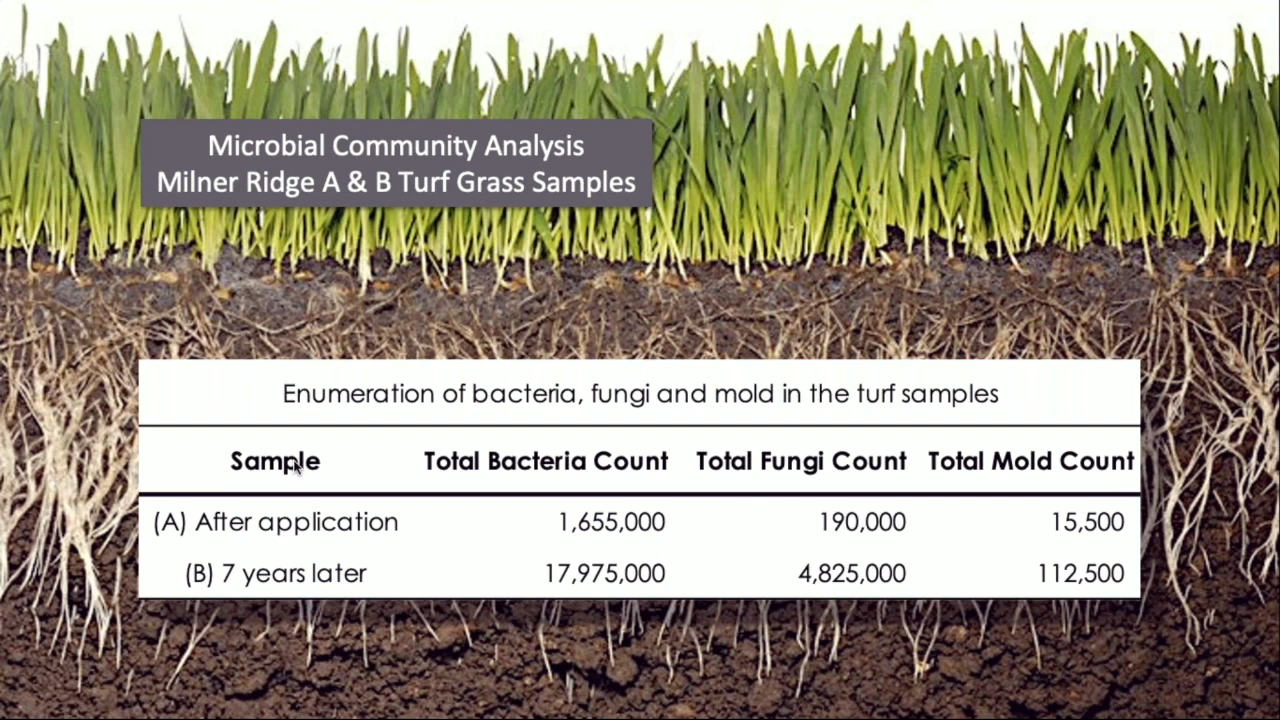 Microbial Community Analysis
Milner Ridge A & B Turf Grass Samples
Enumeration of bacteria, fungi and mold in the turf samples
Sample Total Bacteria Count Total Fungi Count Total Mold Count
(A) After application 1,655,000 190,000 15,500
(B) 7 years later 17,975,000 4,825,000 112,500